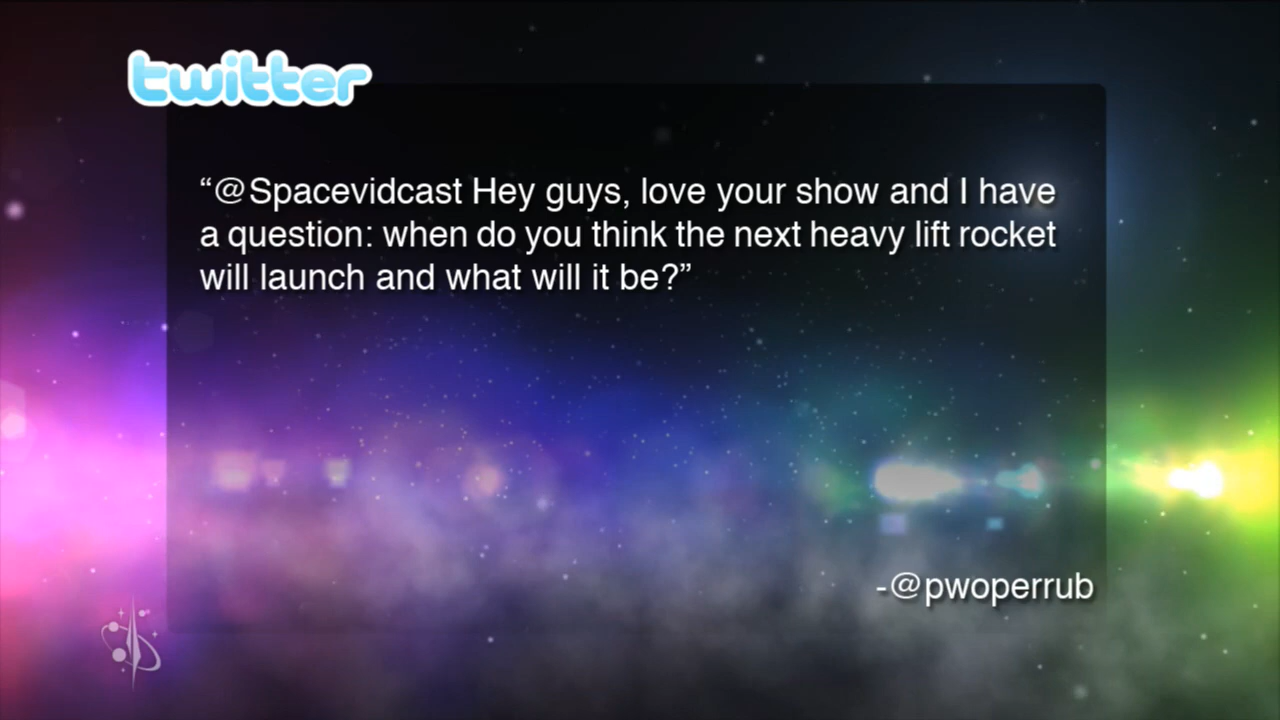 twitter
“@Spacevidcast Hey guys, love your show and I have
a question: when do you think the next heavy lift rocket
will launch and what will it be?”
-@pwoperrub